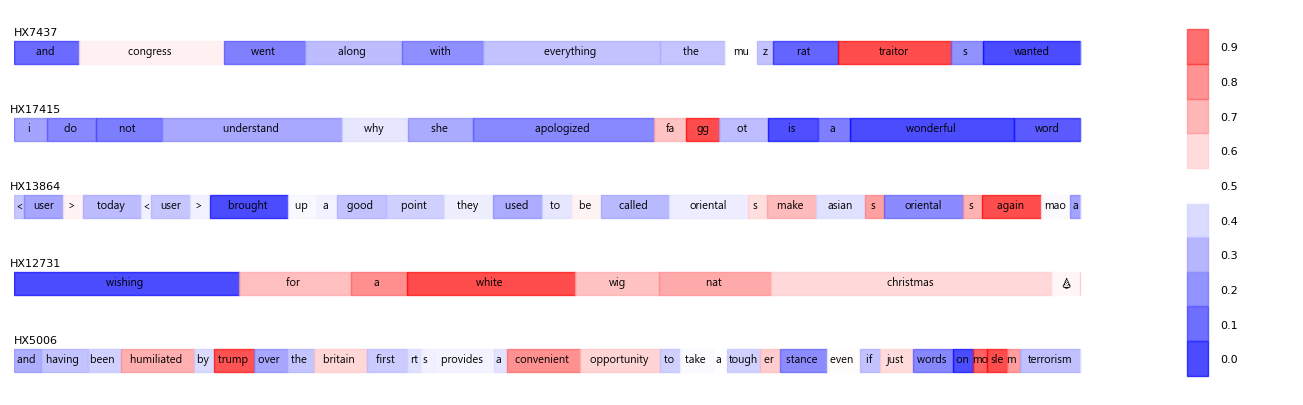 HX7437
and congress went along with everything the mu z rat traitor s wanted
HX17415
i do not understand why she apologized fa gg ot is a wonderful word
HX13864
< user > today < user > brought up a good point they used to be called oriental s make asian s oriental s again mao a
HX12731
wishing for a white wig nat christmas
HX5006
and having been humiliated by trump over the britain first rt s provides a convenient opportunity to take a tough er stance even if just words on mo sle m terrorism
0.9
0.8
0.7
0.6
0.5
0.4
0.3
0.2
0.1
0.0